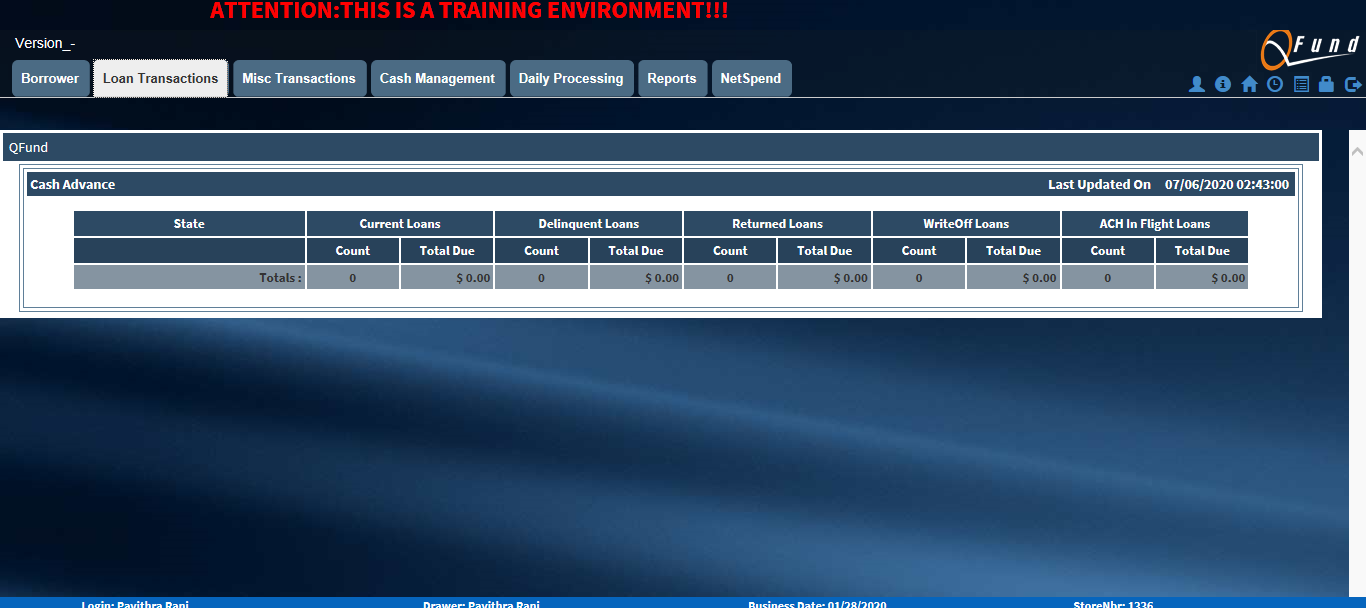 ATTENTION:THIS IS A TRAINING ENVIRONMENT!!!
Version_-
QFund
Borrower Loan Transactions Misc Transactions Cash Management Daily Processing Reports NetSpend
QFund
Cash Advance Last Updated On 07/06/2020 02:43:00
State Current Loans Delinquent Loans Returned Loans WriteOff Loans ACH In Flight Loans
Count Total Due Count Total Due Count Total Due Count Total Due Count Total Due
Totals : 0 $ 0.00 0 $ 0.00 0 $ 0.00 0 $ 0.00 0 $ 0.00
Login: Pavithra Rani Drawer: Pavithra Rani Business Date: 01/28/2020 StoreNbr: 1336